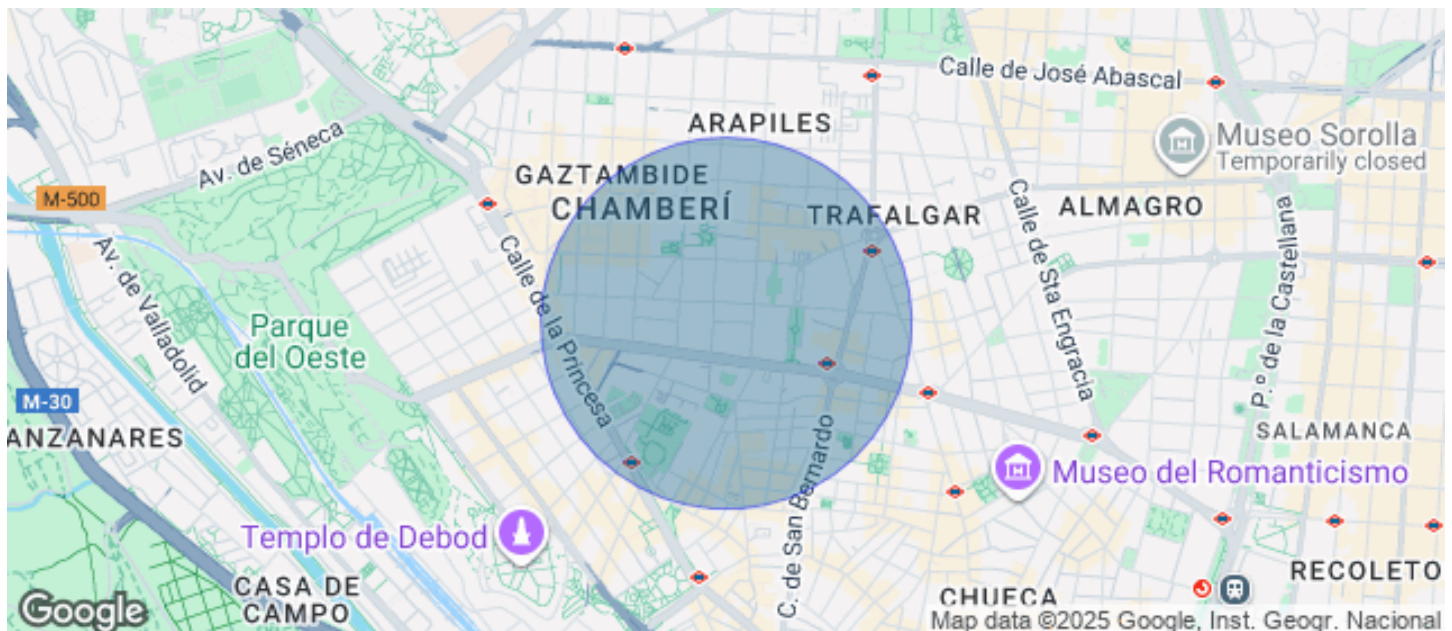 Calle de José Abascal
ARAPILES
Museo Sorolla
Temporarily closed
Av. de Séneca
GAZTAMBIDE
CHAMBERÍ
M-500
TRAFALGAR
ALMAGRO
Calle de Sta Engracia
P.º de la Castellana
Av. de Valladolid
Calle de la Princesa
Parque
del Oeste
M-30
ANZANARES
SALAMANCA
C. de San Bernardo
Museo del Romanticismo
Templo de Debod
CASA DE
CAMPO
RECOLETO
CHUECA
Google
Map data ©2025 Google, Inst. Geogr. Nacional